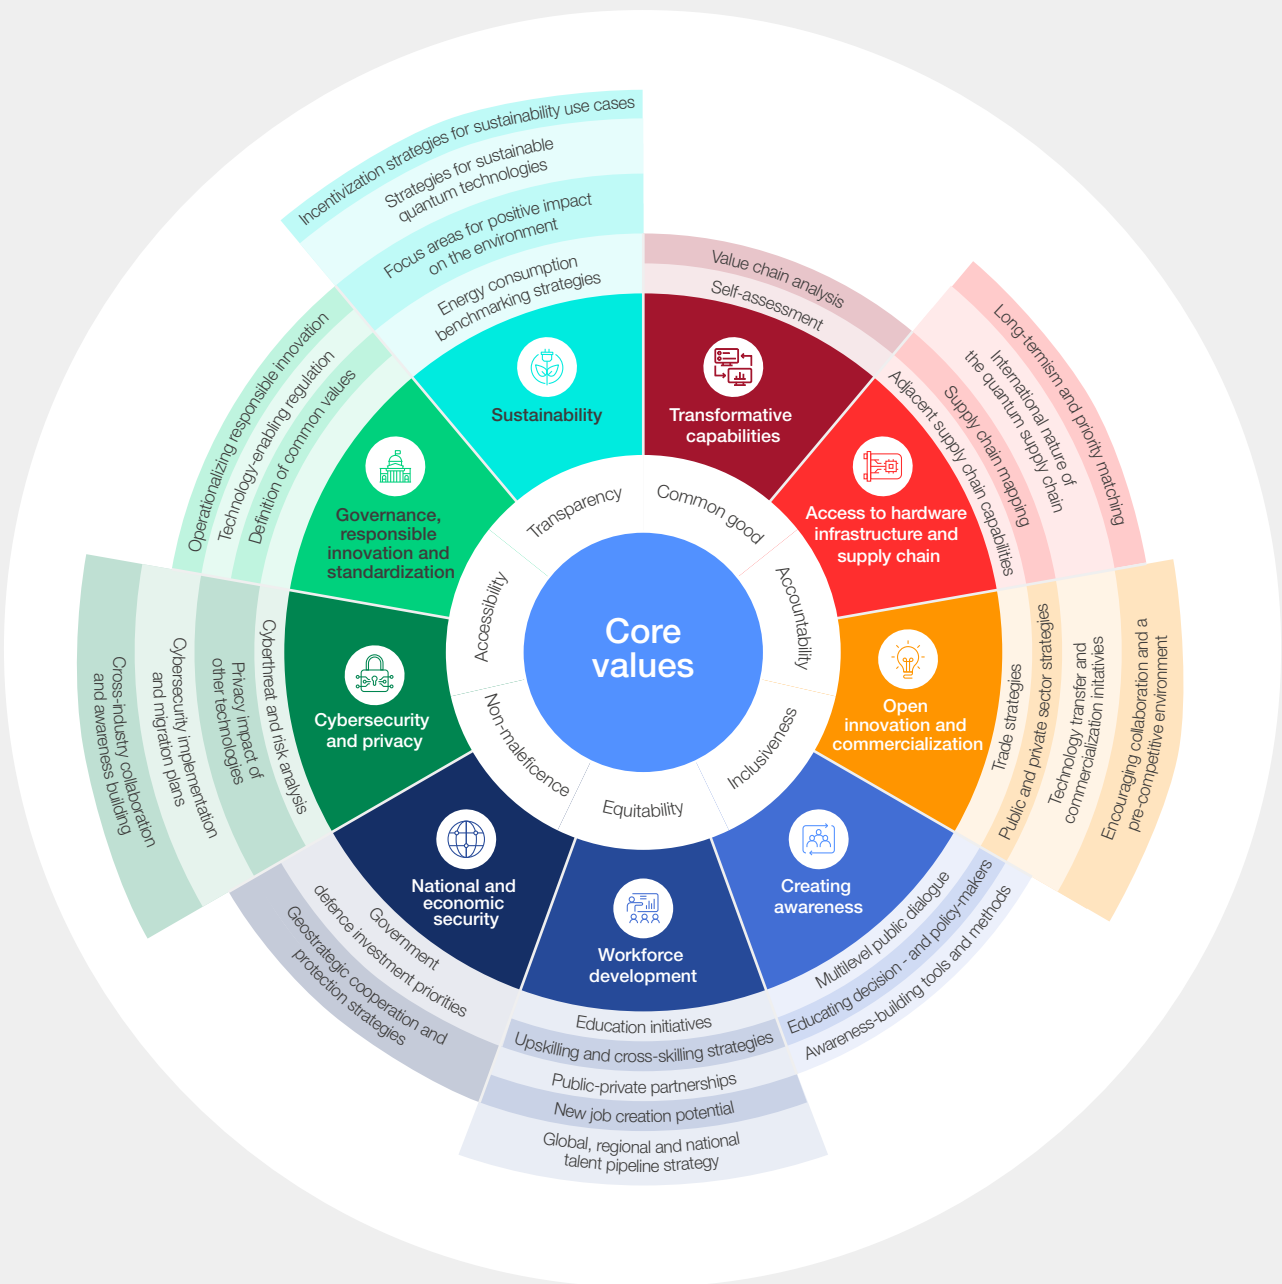 Core
values
Common good
Accountability
Inclusiveness
Equitability
Non-maleficence
Accessibility
Transparency
Transformative
capabilities
Self-assessment
Value chain analysis
Access to hardware
infrastructure and
supply chain
Adjacent supply chain capabilities
Supply chain mapping
International nature of
the quantum supply chain
Long-termism and priority matching
Open
innovation and
commercialization
Trade strategies
Public and private sector strategies
Technology transfer and
commercialization initiatives
Encouraging collaboration and a
pre-competitive environment
Creating
awareness
Multilevel public dialogue
Educating decision - and policy-makers
Awareness-building tools and methods
Workforce
development
Education initiatives
Upskilling and cross-skilling strategies
Public-private partnerships
New job creation potential
Global, regional and national
talent pipeline strategy
National and
economic
security
Government
defence investment priorities
Geostrategic cooperation and
protection strategies
Cybersecurity
and privacy
Cyberthreat and risk analysis
Privacy impact of
other technologies
Cybersecurity implementation
and migration plans
Cross-industry collaboration
and awareness building
Governance,
responsible
innovation and
standardization
Definition of common values
Technology-enabling regulation
Operationalizing responsible innovation
Sustainability
Energy consumption
benchmarking strategies
Focus areas for positive impact
on the environment
Strategies for sustainable
quantum technologies
Incentivization strategies for sustainability use cases